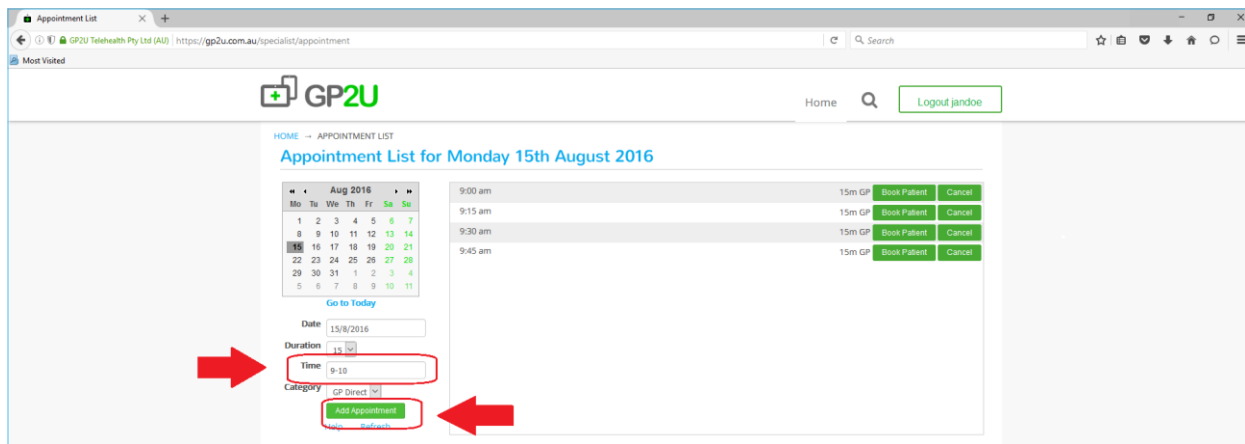 Appointment List
GP2U Telehealth Pty Ltd (AU) https://gp2u.com.au/specialist/appointment
Search
Most Visited
GP2U
Home
Logout jandoe
HOME → APPOINTMENT LIST
Appointment List for Monday 15th August 2016
Aug 2016
Mo Tu We Th Fr Sa Su
1 2 3 4 5 6 7
8 9 10 11 12 13 14
15 16 17 18 19 20 21
22 23 24 25 26 27 28
29 30 31 1 2 3 4
5 6 7 8 9 10 11
Go to Today
Date 15/8/2016
Duration 15
Time 9-10
Category GP Direct
Add Appointment
Help Refresh
9:00 am 15m GP Book Patient Cancel
9:15 am 15m GP Book Patient Cancel
9:30 am 15m GP Book Patient Cancel
9:45 am 15m GP Book Patient Cancel